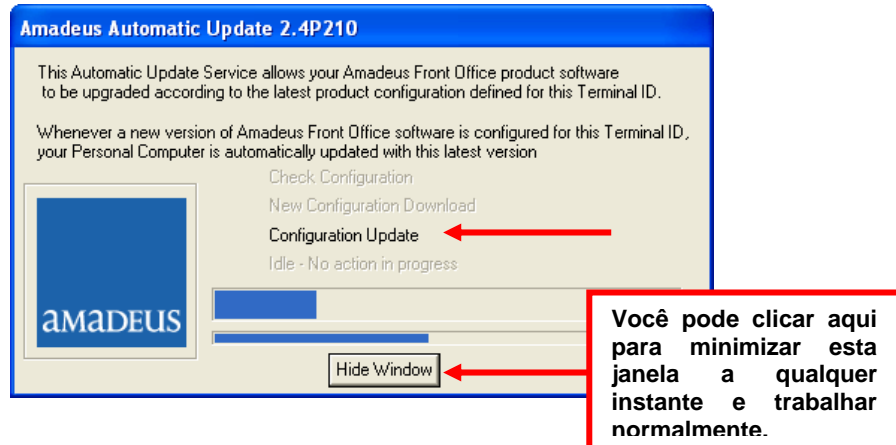 Amadeus Automatic Update 2.4P210
This Automatic Update Service allows your Amadeus Front Office product software
to be upgraded according to the latest product configuration defined for this Terminal ID.
Whenever a new version of Amadeus Front Office software is configured for this Terminal ID,
your Personal Computer is automatically updated with this latest version
Check Configuration
New Configuration Download
Configuration Update
Idle - No action in progress
amadeus
Hide Window
Você pode clicar aqui
para minimizar esta
janela a qualquer
instante e trabalhar
normalmente.